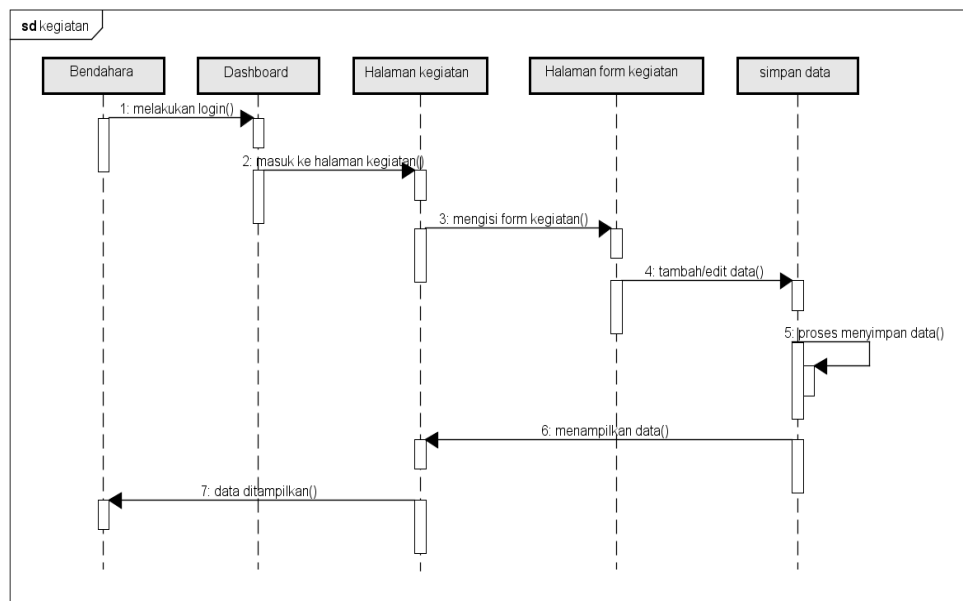 sd kegiatan
Bendahara
Dashboard
Halaman kegiatan
Halaman form kegiatan
simpan data
1: melakukan login()
2: masuk ke halaman kegiatan()
3: mengisi form kegiatan()
4: tambah/edit data()
5: proses menyimpan data()
6: menampilkan data()
7: data ditampilkan()